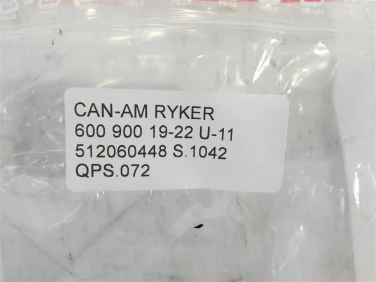 CAN-AM RYKER
600 900 19-22 U-11
512060448 S.1042
QPS.072